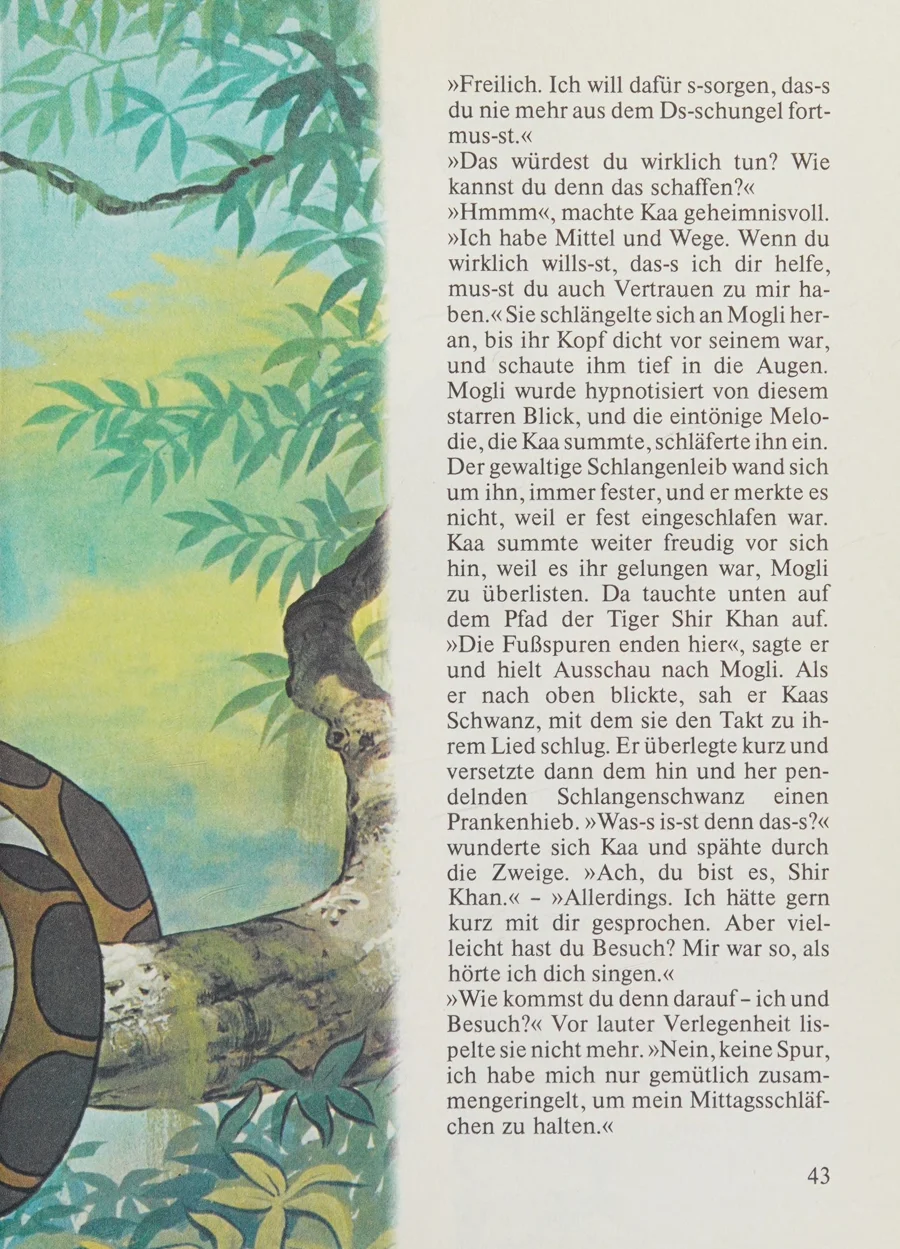 »Freilich. Ich will dafür s-sorgen, das-s
du nie mehr aus dem Ds-schungel fort-
mus-st.«
»Das würdest du wirklich tun? Wie
kannst du denn das schaffen?«
»Hmmm«, machte Kaa geheimnisvoll.
»Ich habe Mittel und Wege. Wenn du
wirklich wills-st, das-s ich dir helfe,
mus-st du auch Vertrauen zu mir ha-
ben.« Sie schlängelte sich an Mogli her-
an, bis ihr Kopf dicht vor seinem war,
und schaute ihm tief in die Augen.
Mogli wurde hypnotisiert von diesem
starren Blick, und die eintönige Melo-
die, die Kaa summte, schläferte ihn ein.
Der gewaltige Schlangenleib wand sich
um ihn, immer fester, und er merkte es
nicht, weil er fest eingeschlafen war.
Kaa summte weiter freudig vor sich
hin, weil es ihr gelungen war, Mogli
zu überlisten. Da tauchte unten auf
dem Pfad der Tiger Shir Khan auf.
»Die Fußspuren enden hier«, sagte er
und hielt Ausschau nach Mogli. Als
er nach oben blickte, sah er Kaas
Schwanz, mit dem sie den Takt zu ih-
rem Lied schlug. Er überlegte kurz und
versetzte dann dem hin und her pen-
delnden Schlangenschwanz einen
Prankenhieb. »Was-s is-st denn das-s?«
wunderte sich Kaa und spähte durch
die Zweige. »Ach, du bist es, Shir
Khan.« – »Allerdings. Ich hätte gern
kurz mit dir gesprochen. Aber viel-
leicht hast du Besuch? Mir war so, als
hörte ich dich singen.«
»Wie kommst du denn darauf – ich und
Besuch?« Vor lauter Verlegenheit lis-
pelte sie nicht mehr. »Nein, keine Spur,
ich habe mich nur gemütlich zusam-
mengeringelt, um mein Mittagsschläf-
chen zu halten.«
43